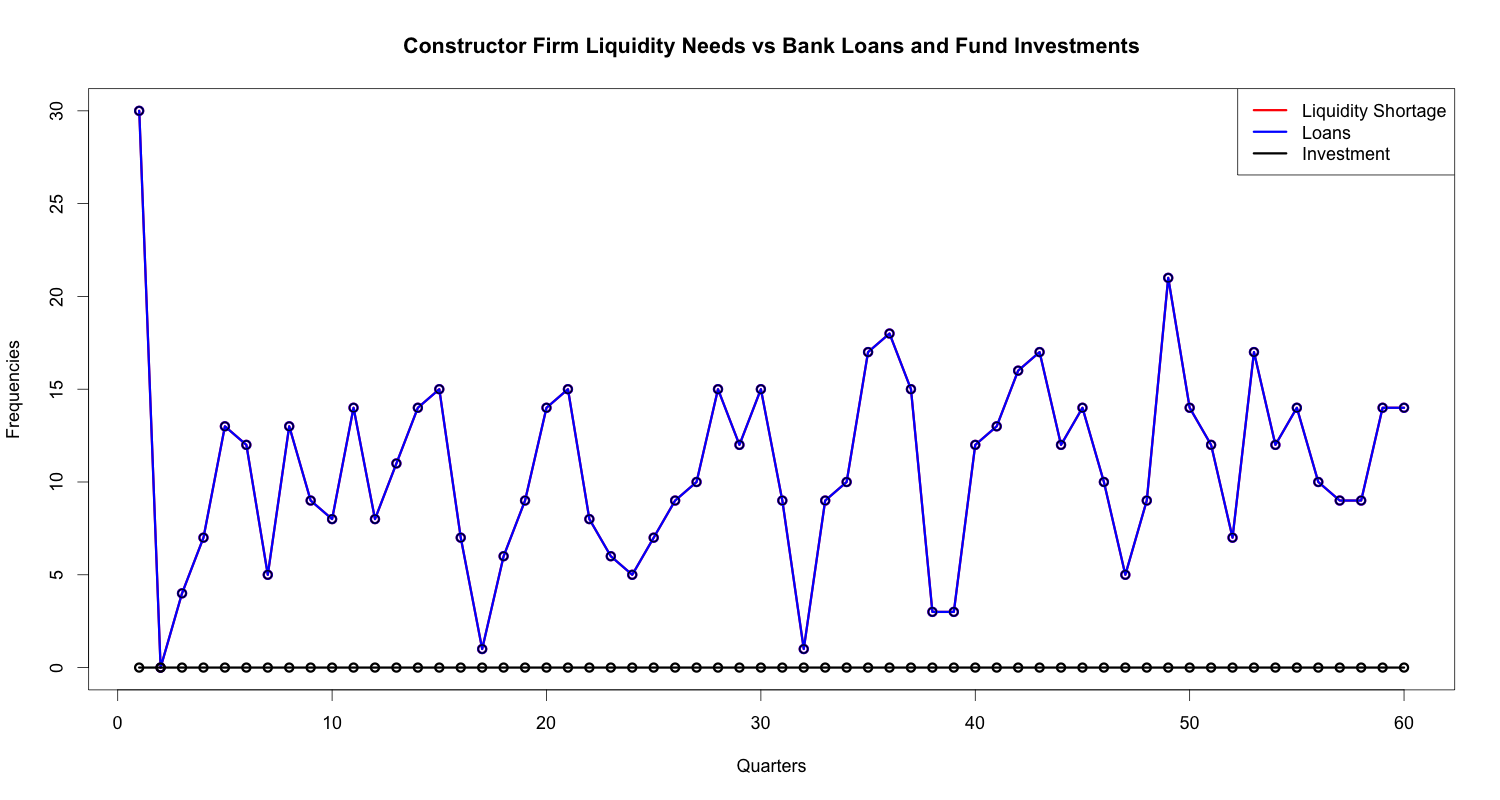 Constructor Firm Liquidity Needs vs Bank Loans and Fund Investments
Liquidity Shortage
Loans
Investment
Frequencies
30
25
20
15
10
5
0
0 10 20 30 40 50 60
Quarters